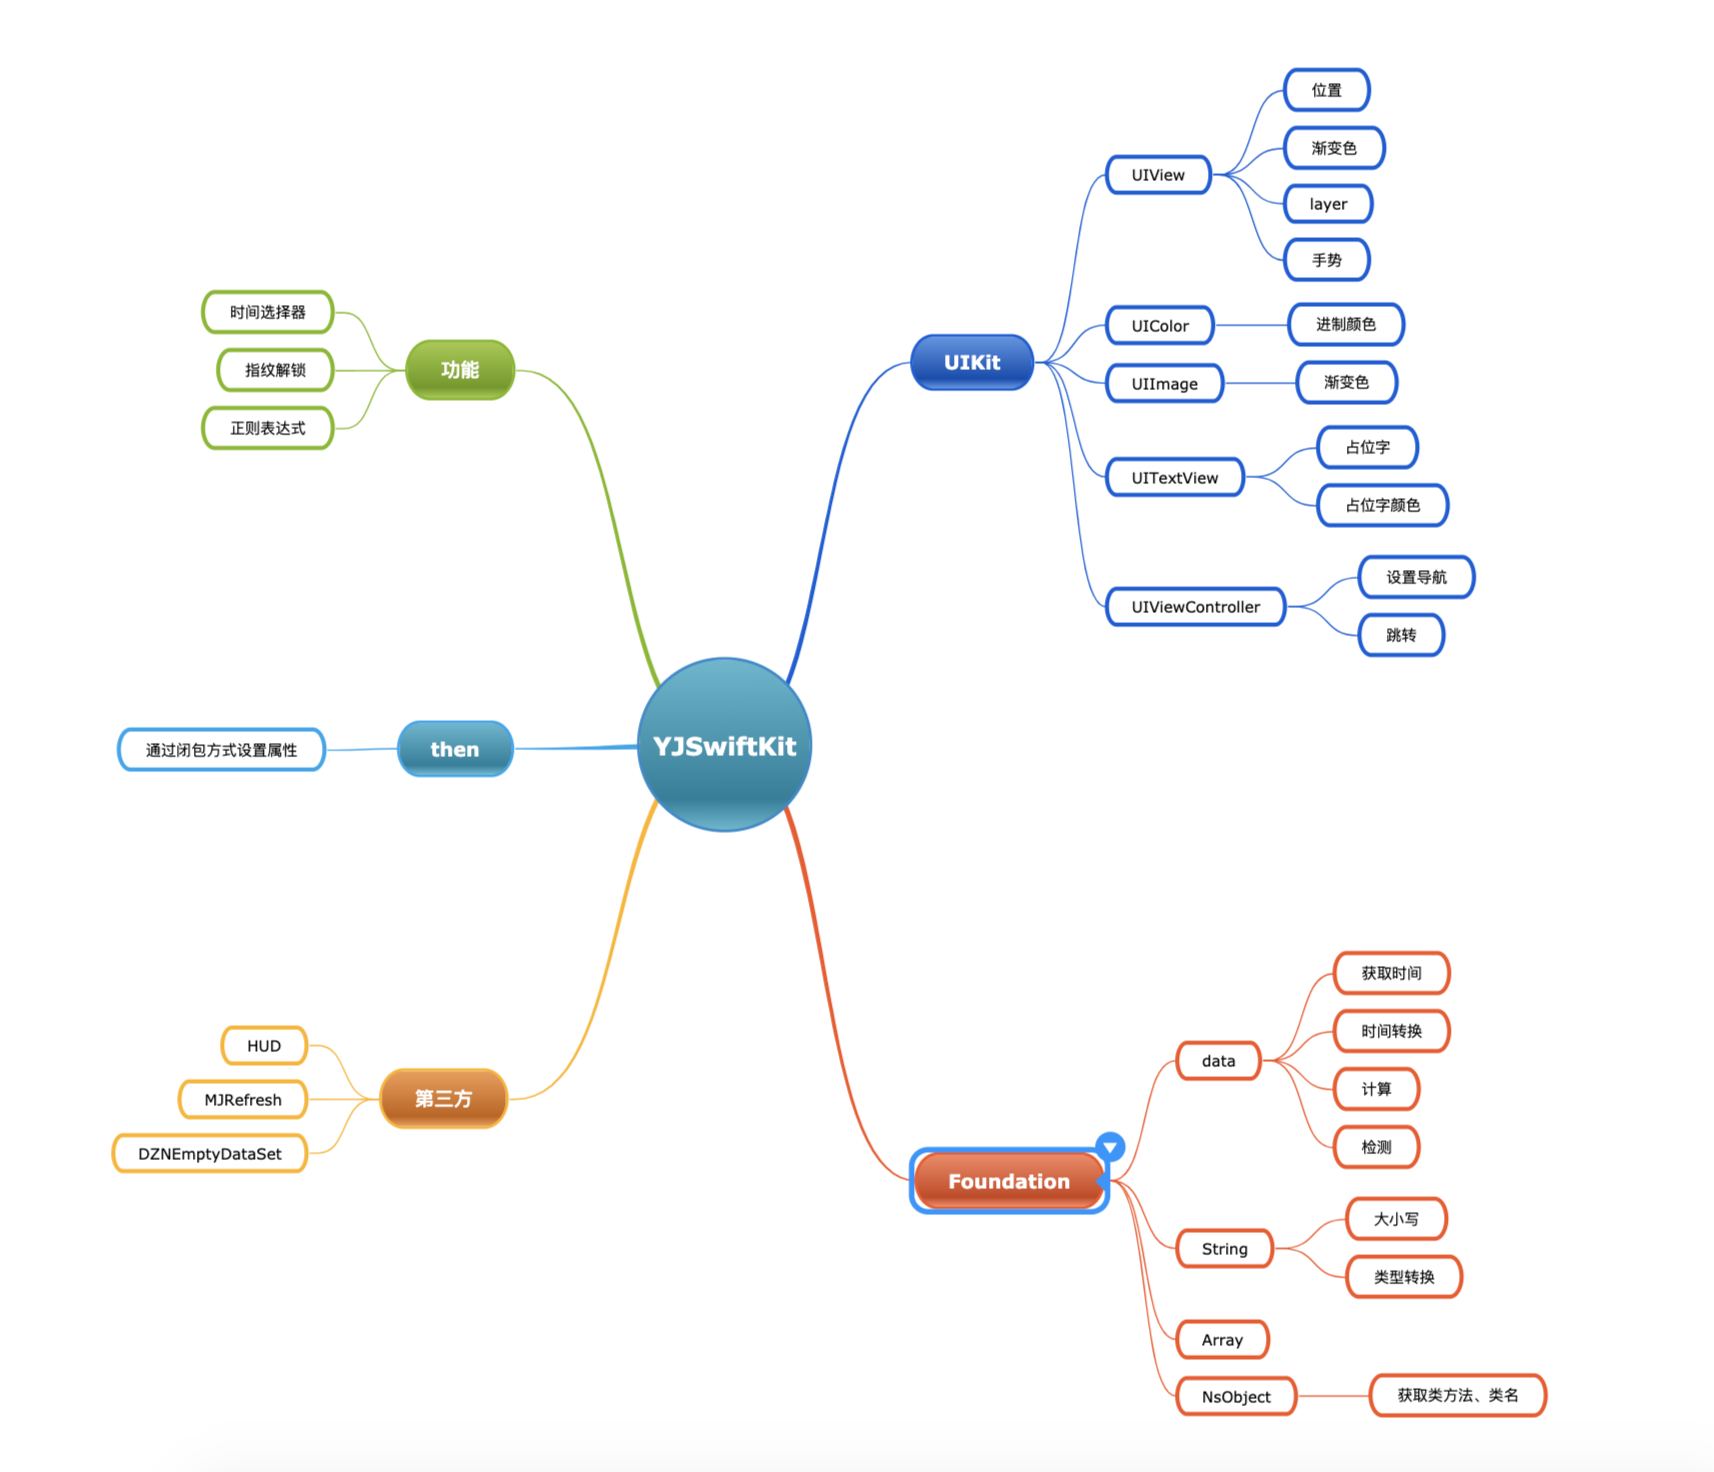 YJSwiftKit
UIKit
UIView
位置
渐变色
layer
手势
UIColor
进制颜色
UIImage
渐变色
UITextView
占位字
占位字颜色
UIViewController
设置导航
跳转
Foundation
data
获取时间
时间转换
计算
检测
String
大小写
类型转换
Array
NsObject
获取类方法、类名
功能
时间选择器
指纹解锁
正则表达式
then
通过闭包方式设置属性
第三方
HUD
MJRefresh
DZNEmptyDataSet